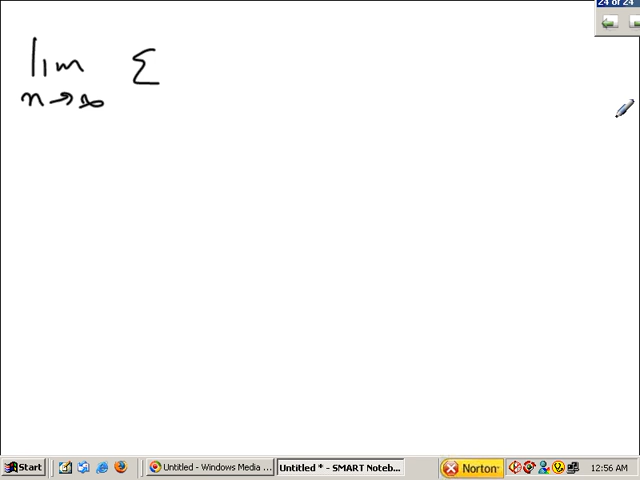 24 of 24
lim Σ
n→∞
Start
Untitled - Windows Media ...
Untitled * - SMART Noteb...
Norton
12:56 AM